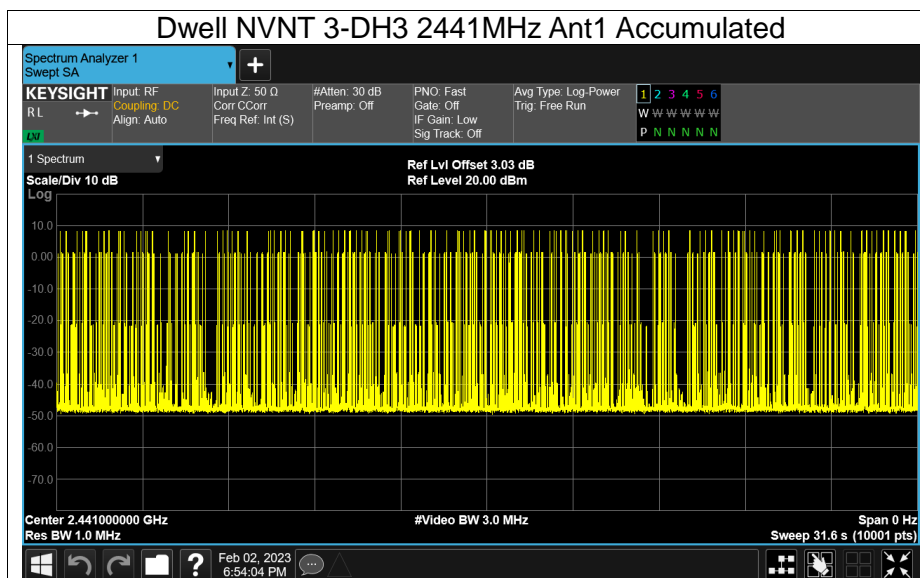 Dwell NVNT 3-DH3 2441MHz Ant1 Accumulated
Spectrum Analyzer 1
Swept SA
+
KEYSIGHT
RL
LXI
Input: RF
Coupling: DC
Align: Auto
Input Z: 50 Ω
Corr CCorr
Freq Ref: Int (S)
#Atten: 30 dB
Preamp: Off
PNO: Fast
Gate: Off
IF Gain: Low
Sig Track: Off
Avg Type: Log-Power
Trig: Free Run
1 2 3 4 5 6
W W W W W W
P N N N N N
1 Spectrum
Scale/Div 10 dB
Log
Ref Lvl Offset 3.03 dB
Ref Level 20.00 dBm
10.0
0.00
-10.0
-20.0
-30.0
-40.0
-50.0
-60.0
-70.0
Center 2.441000000 GHz
Res BW 1.0 MHz
#Video BW 3.0 MHz
Span 0 Hz
Sweep 31.6 s (10001 pts)
?
Feb 02, 2023
6:54:04 PM